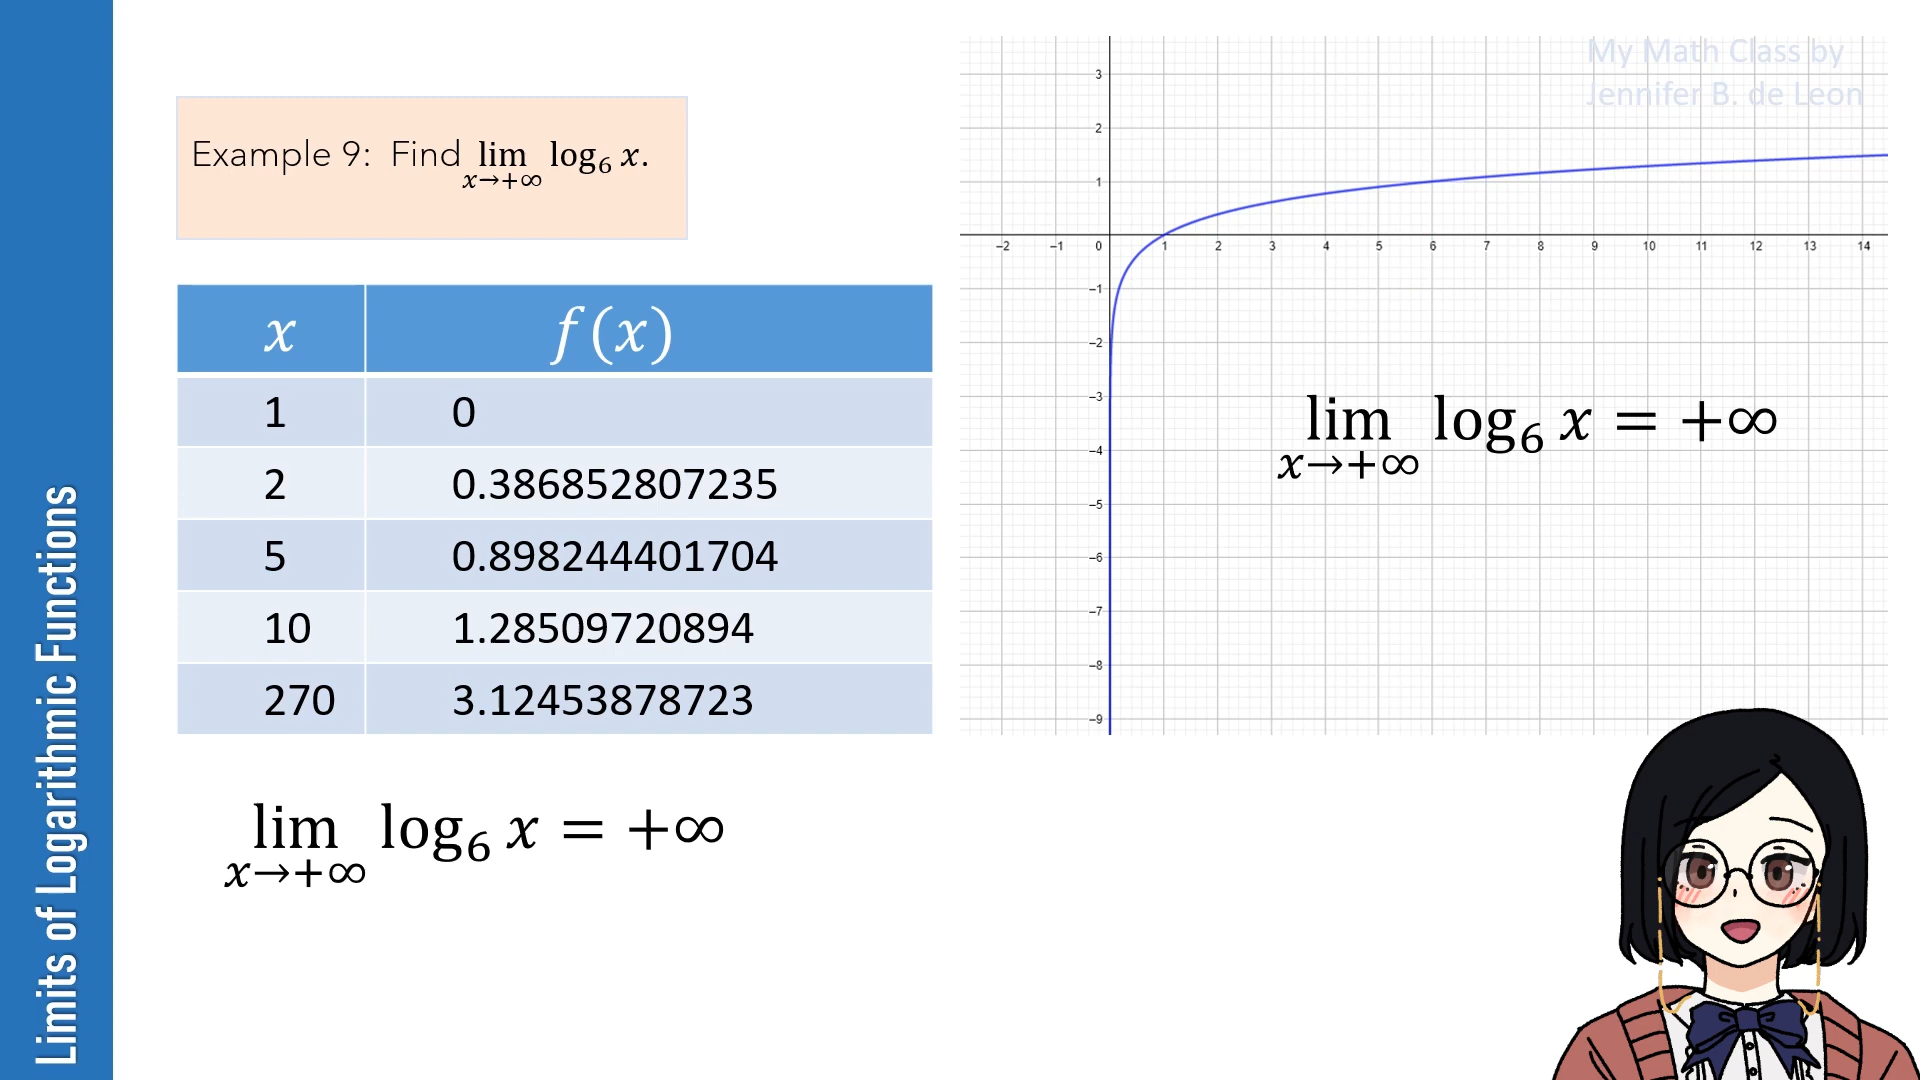 Limits of Logarithmic Functions
Example 9: Find lim log₆ x.
x→+∞
x f(x)
1 0
2 0.386852807235
5 0.898244401704
10 1.28509720894
270 3.12453878723
lim log₆ x = +∞
x→+∞
My Math Class by
Jennifer B. de Leon
3
2
1
−2 −1 0 1 2 3 4 5 6 7 8 9 10 11 12 13 14
−1
−2
−3
−4
−5
−6
−7
−8
−9
lim log₆ x = +∞
x→+∞